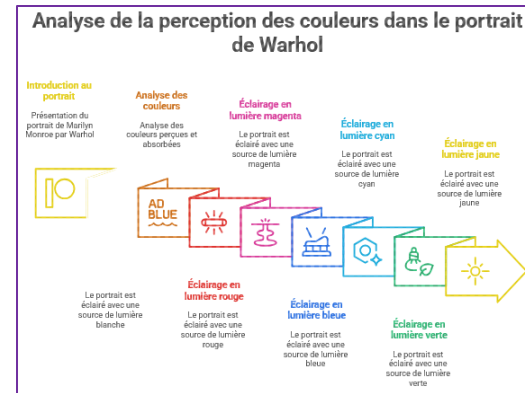 Analyse de la perception des couleurs dans le portrait
de Warhol
Introduction au
portrait
Présentation du
portrait de Marilyn
Monroe par Warhol
Analyse des
couleurs
Analyse des
couleurs perçues et
absorbées
Éclairage en
lumière magenta
Le portrait est
éclairé avec une
source de lumière
magenta
Éclairage en
lumière cyan
Le portrait est
éclairé avec une
source de lumière
cyan
Éclairage en
lumière jaune
Le portrait est
éclairé avec une
source de lumière
jaune
AD
BLUE
Le portrait est
éclairé avec une
source de lumière
blanche
Éclairage en
lumière rouge
Le portrait est
éclairé avec une
source de lumière
rouge
Éclairage en
lumière bleue
Le portrait est
éclairé avec une
source de lumière
bleue
Éclairage en
lumière verte
Le portrait est
éclairé avec une
source de lumière
verte